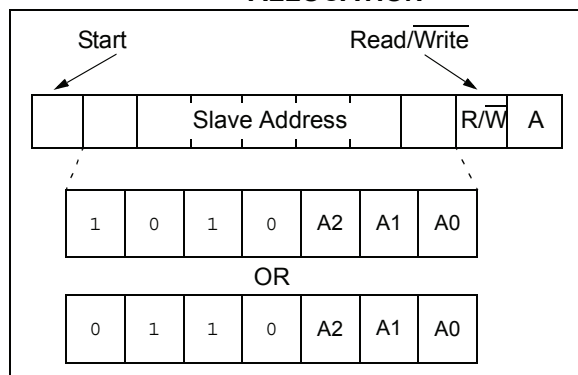 Start Read/Write
Slave Address R/W A
1 0 1 0 A2 A1 A0
OR
0 1 1 0 A2 A1 A0